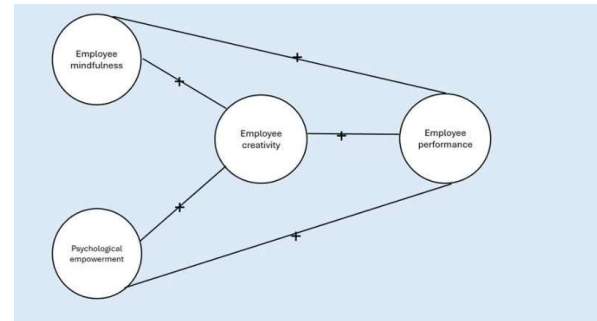 Employee
mindfulness
+
+
Employee
creativity
+
Employee
performance
+
+
Psychological
empowerment